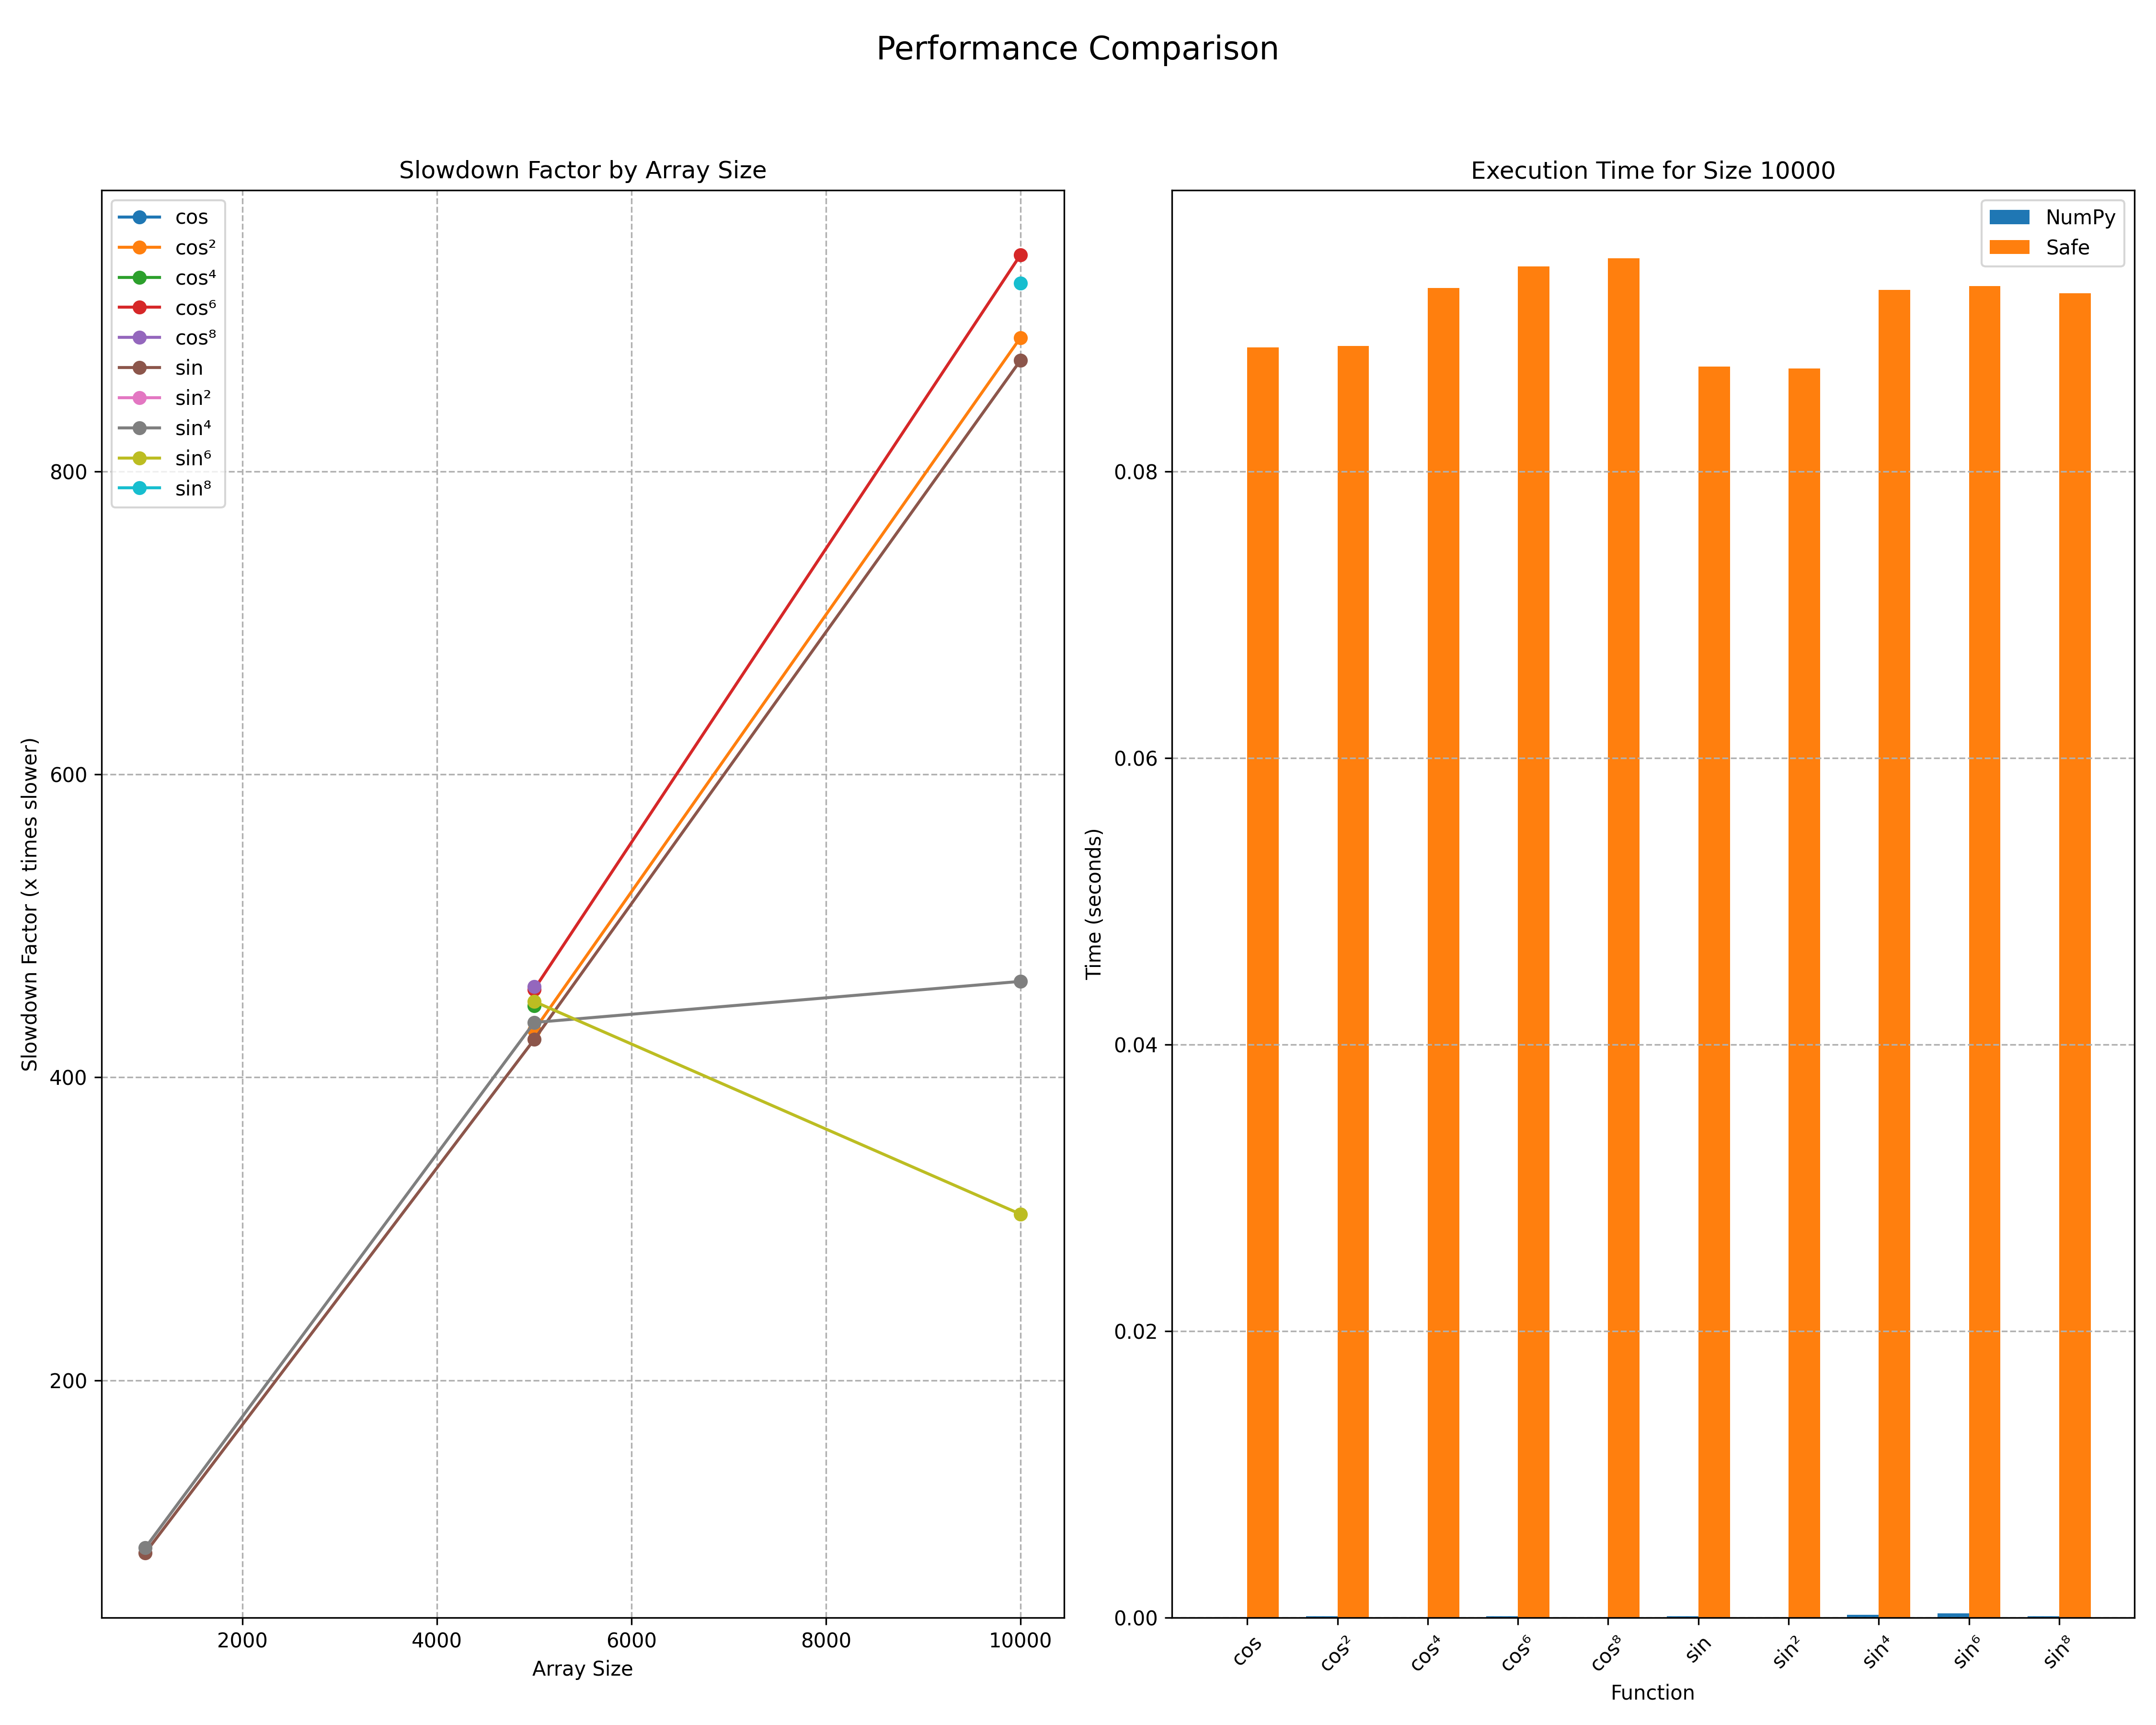 Performance Comparison
Slowdown Factor by Array Size
cos
cos²
cos⁴
cos⁶
cos⁸
sin
sin²
sin⁴
sin⁶
sin⁸
800
600
400
200
Slowdown Factor (x times slower)
2000 4000 6000 8000 10000
Array Size
Execution Time for Size 10000
NumPy
Safe
0.08
0.06
0.04
0.02
0.00
Time (seconds)
cos cos² cos⁴ cos⁶ cos⁸ sin sin² sin⁴ sin⁶ sin⁸
Function